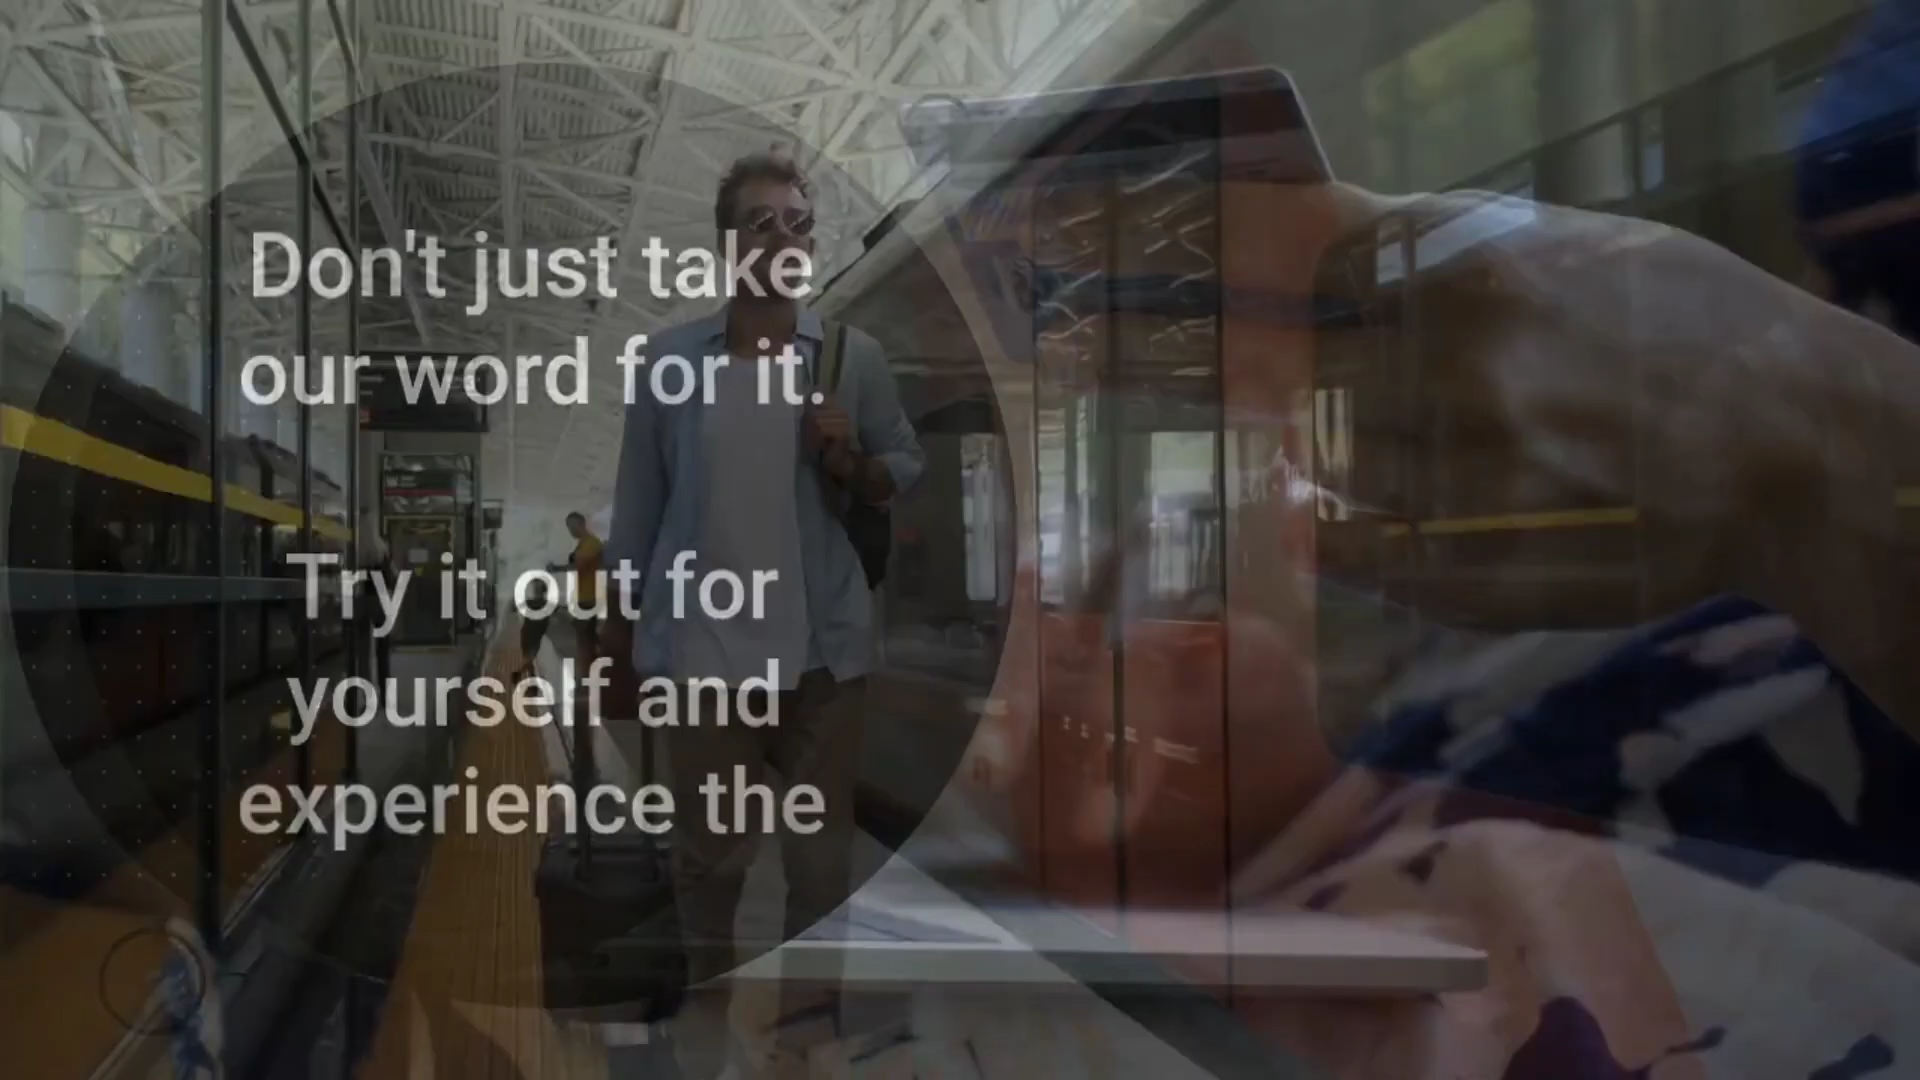 Don't just take
our word for it.
Try it out for
yourself and
experience the